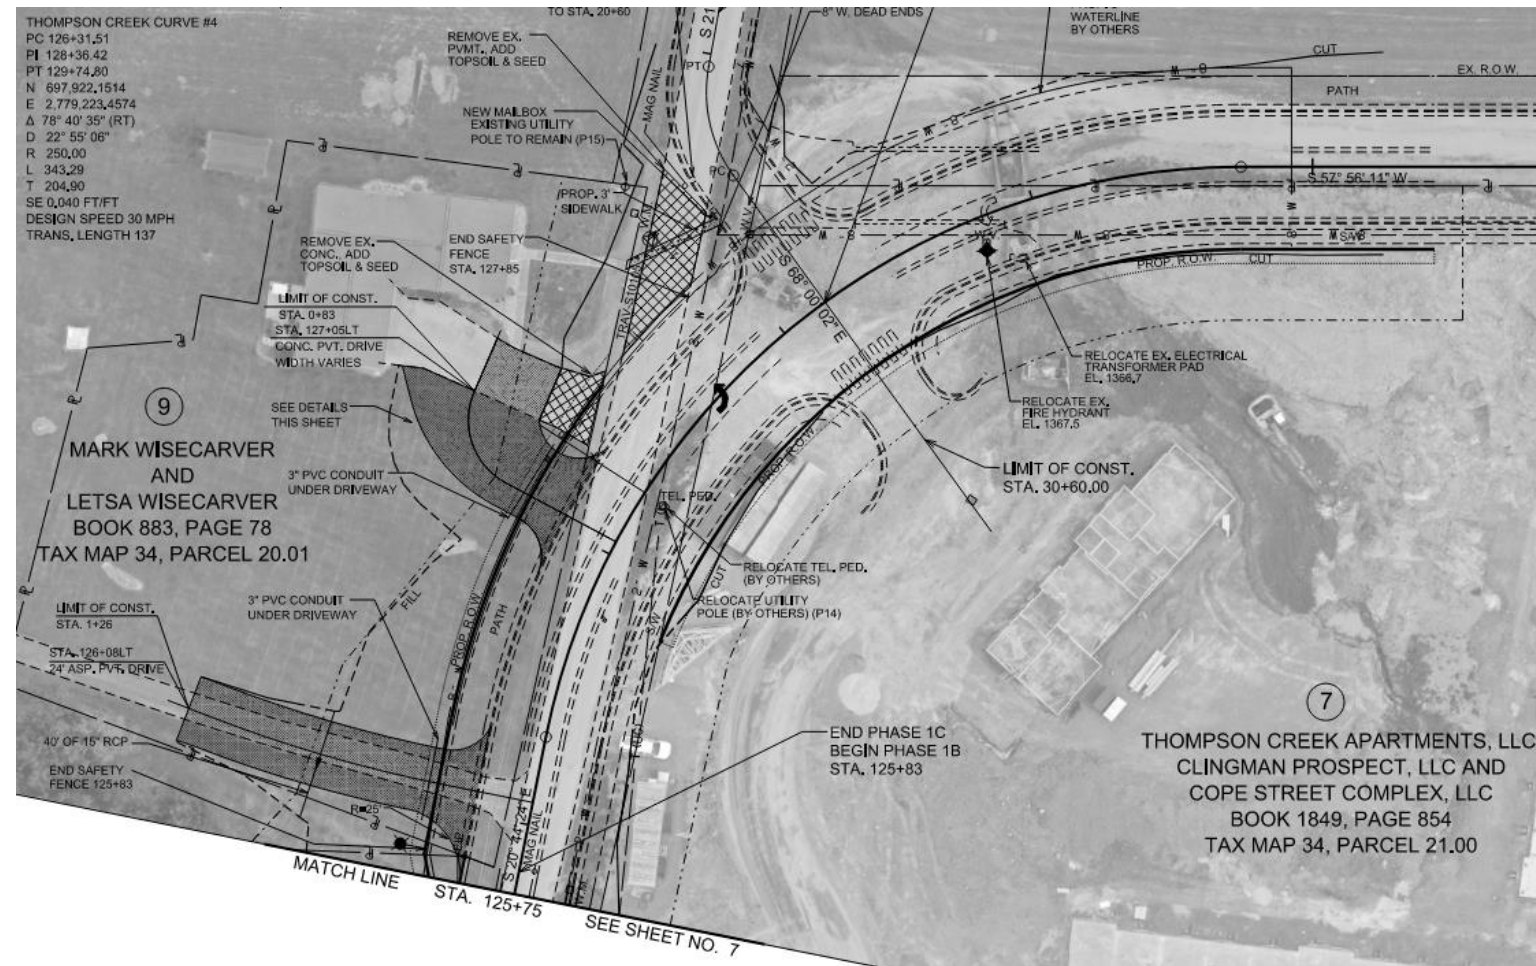 THOMPSON CREEK CURVE #4
PC 126+31.51
PI 128+36.42
PT 129+74.80
N 697,922.1514
E 2,779,223.4574
Δ 78° 40' 35" (RT)
D 22° 55' 06"
R 250.00
L 343.29
T 204.90
SE 0.040 FT/FT
DESIGN SPEED 30 MPH
TRANS. LENGTH 137
TO STA. 20+60
8" W, DEAD ENDS
WATERLINE
BY OTHERS
REMOVE EX.
PVMT., ADD
TOPSOIL & SEED
NEW MAILBOX
EXISTING UTILITY
POLE TO REMAIN (P15)
PROP. 3'
SIDEWALK
END SAFETY
FENCE
STA. 127+85
REMOVE EX.
CONC., ADD
TOPSOIL & SEED
LIMIT OF CONST.
STA. 0+83
STA. 127+05LT
CONC. PVT. DRIVE
WIDTH VARIES
SEE DETAILS
THIS SHEET
3" PVC CONDUIT
UNDER DRIVEWAY
9
MARK WISECARVER
AND
LETSA WISECARVER
BOOK 883, PAGE 78
TAX MAP 34, PARCEL 20.01
LIMIT OF CONST.
STA. 1+26
STA. 126+08LT
24' ASP. PVT. DRIVE
3" PVC CONDUIT
UNDER DRIVEWAY
40' OF 15" RCP
END SAFETY
FENCE 125+83
R=25'
FILL
PATH
PROP. R.O.W.
MAG NAIL
PT
PC
S 21°
W.M.
W.V.
CUT
EX. R.O.W.
PATH
S 57° 56' 11" W
S/W
PROP. R.O.W.
CUT
S 68° 00' 02" E
W.V.
RELOCATE EX. ELECTRICAL
TRANSFORMER PAD
EL. 1366.7
RELOCATE EX.
FIRE HYDRANT
EL. 1367.5
LIMIT OF CONST.
STA. 30+60.00
PROP. R.O.W.
TEL. PED.
CUT
S/W
RELOCATE TEL. PED.
(BY OTHERS)
RELOCATE UTILITY
POLE (BY OTHERS) (P14)
END PHASE 1C
BEGIN PHASE 1B
STA. 125+83
7
THOMPSON CREEK APARTMENTS, LLC
CLINGMAN PROSPECT, LLC AND
COPE STREET COMPLEX, LLC
BOOK 1849, PAGE 854
TAX MAP 34, PARCEL 21.00
S 20° 44' 24" E
MAG NAIL
W.M.
MATCH LINE STA. 125+75 SEE SHEET NO. 7